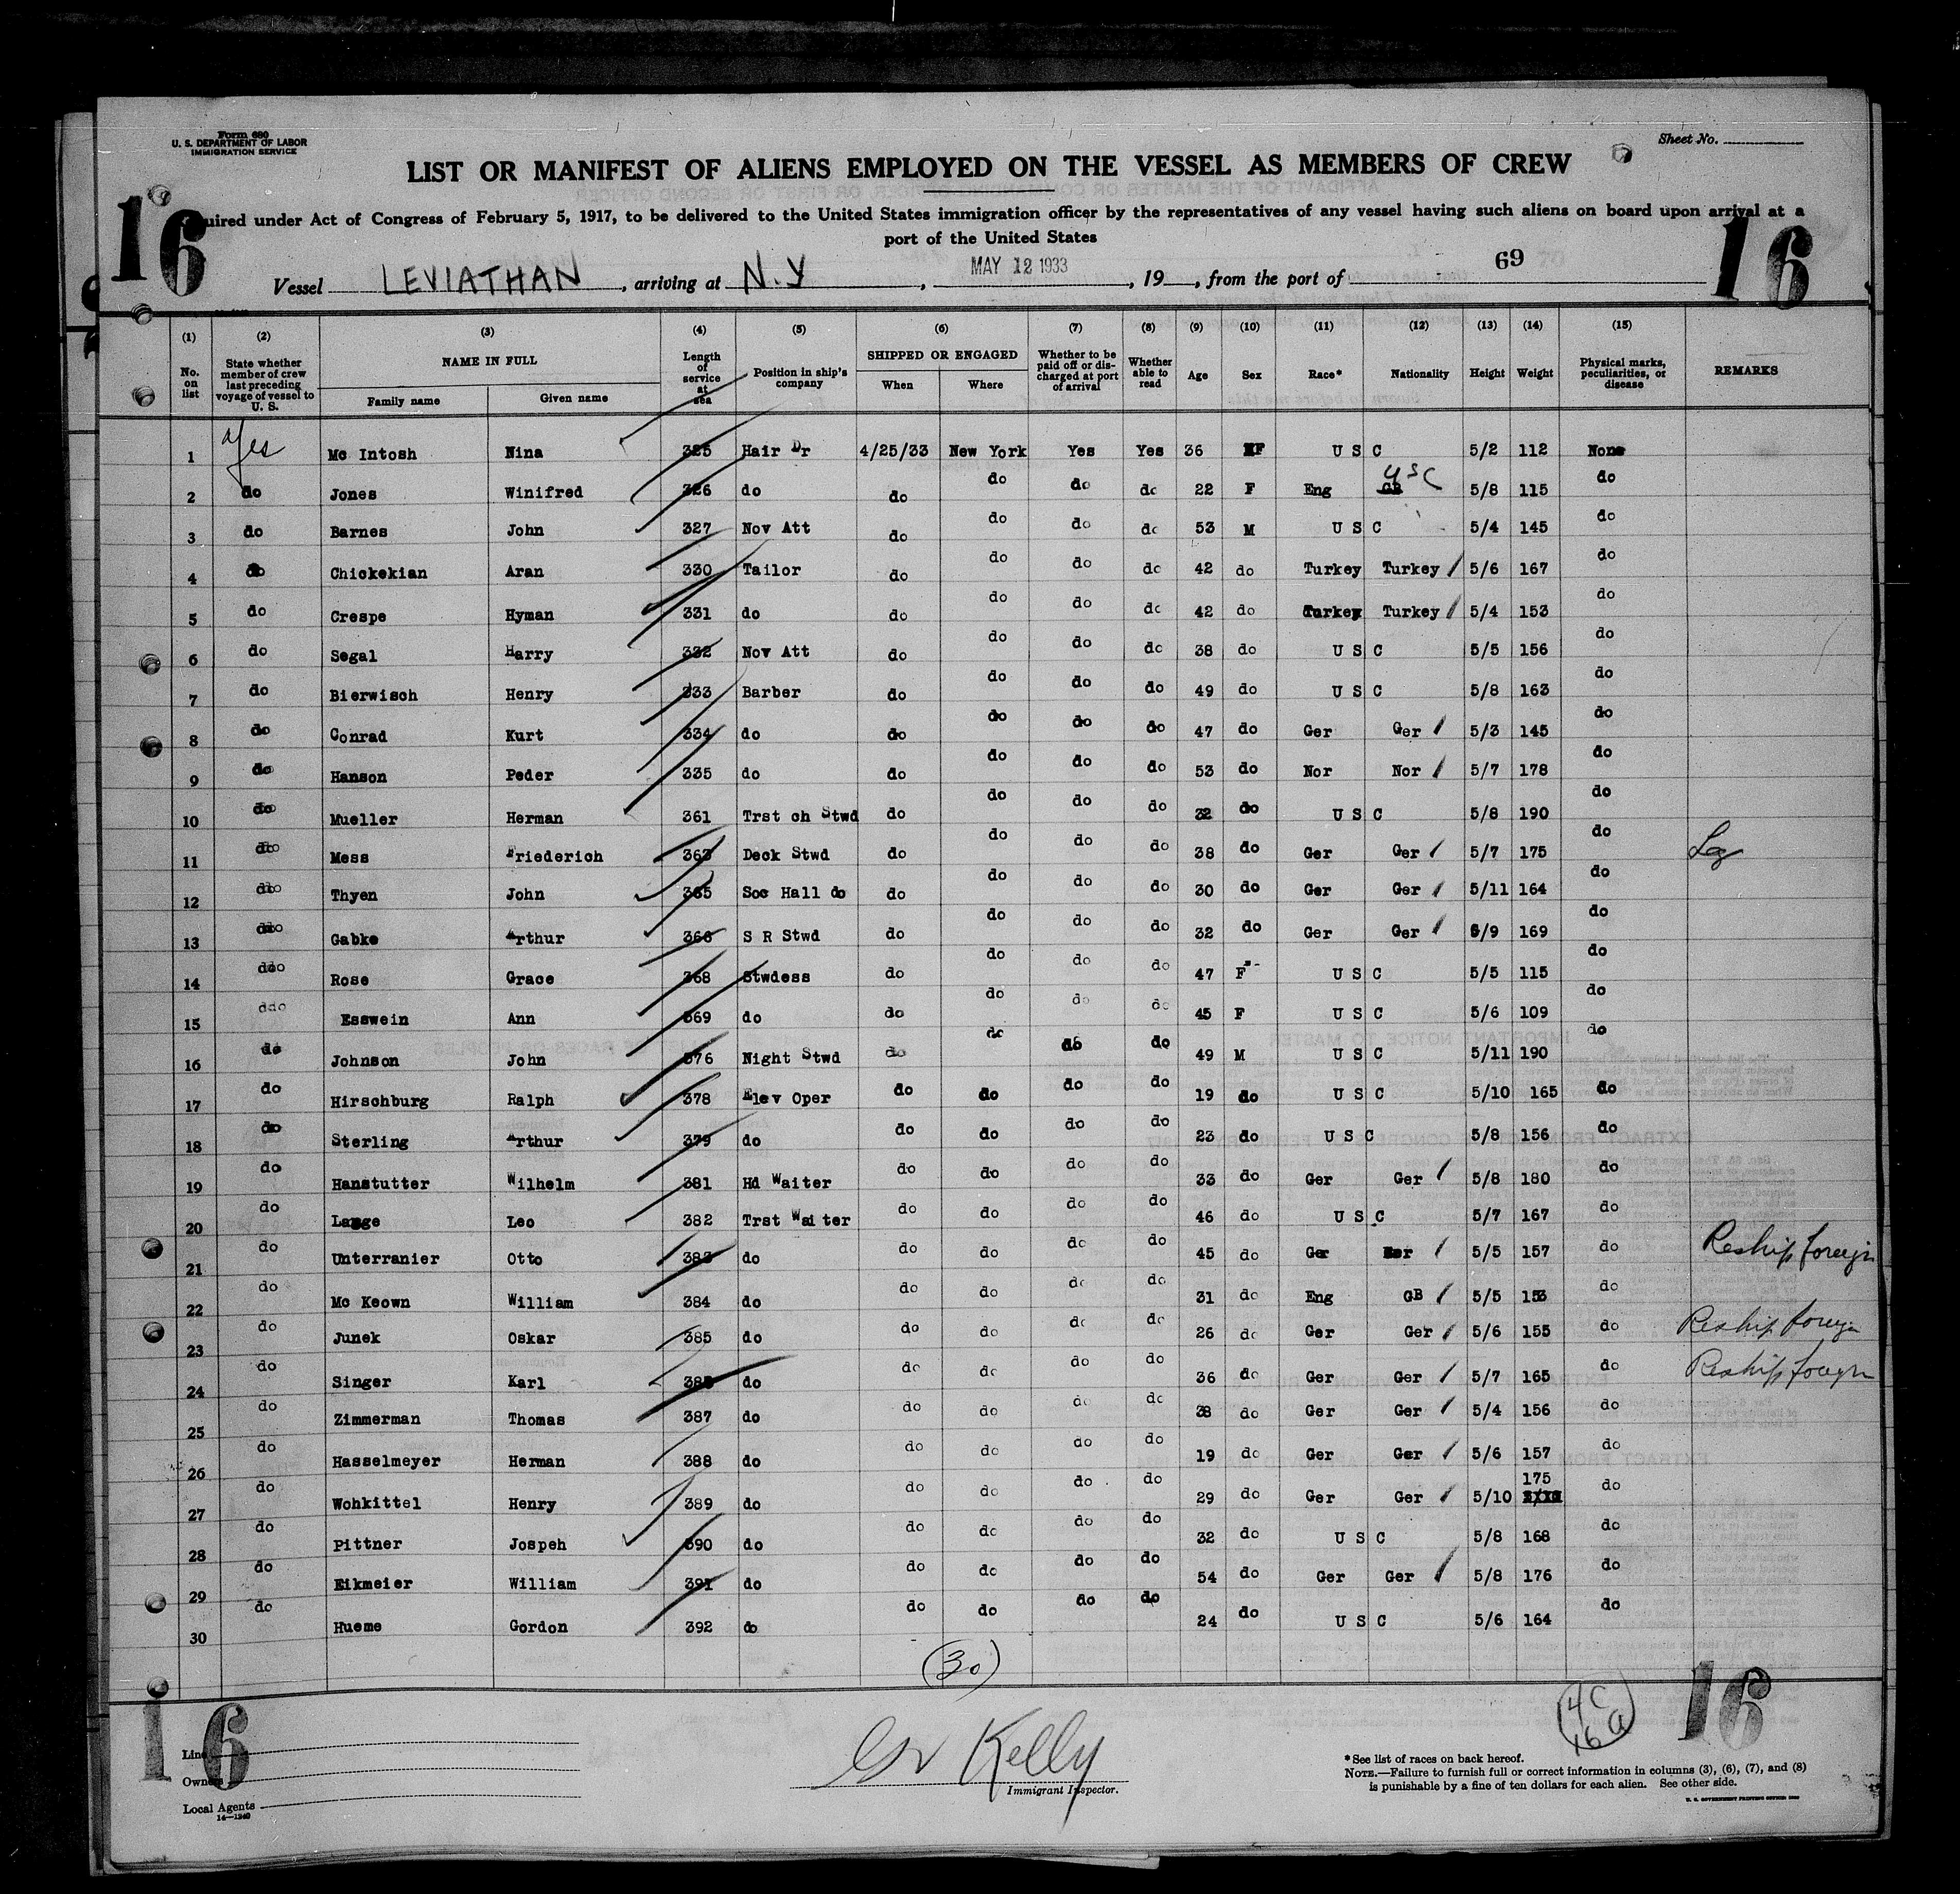 Form 680
U. S. DEPARTMENT OF LABOR
IMMIGRATION SERVICE
Sheet No.
LIST OR MANIFEST OF ALIENS EMPLOYED ON THE VESSEL AS MEMBERS OF CREW
16 uired under Act of Congress of February 5, 1917, to be delivered to the United States immigration officer by the representatives of any vessel having such aliens on board upon arrival at a 16
port of the United States
Vessel LEVIATHAN, arriving at N.Y, MAY 12 1933, 19, from the port of 69
(1) (2) (3) (4) (5) (6) (7) (8) (9) (10) (11) (12) (13) (14) (15)
No. on list State whether member of crew last preceding voyage of vessel to U. S. NAME IN FULL Family name Given name Length of service at sea Position in ship's company SHIPPED OR ENGAGED When Where Whether to be paid off or discharged at port of arrival Whether able to read Age Sex Race* Nationality Height Weight Physical marks, peculiarities, or disease REMARKS
1 Yes Mc Intosh Nina 325 Hair Dr 4/25/33 New York Yes Yes 36 F U S C 5/2 112 None
2 do Jones Winifred 326 do do do do do 22 F Eng GB USC 5/8 115 do
3 do Barnes John 327 Nov Att do do do do 53 M U S C 5/4 145 do
4 do Chickekian Aran 330 Tailor do do do do 42 do Turkey Turkey 5/6 167 do
5 do Crespe Hyman 331 do do do do do 42 do Turkey Turkey 5/4 153 do
6 do Segal Harry 332 Nov Att do do do do 38 do U S C 5/5 156 do
7 do Bierwisch Henry 333 Barber do do do do 49 do U S C 5/8 163 do
8 do Conrad Kurt 334 do do do do do 47 do Ger Ger 5/3 145 do
9 do Hanson Peder 335 do do do do do 53 do Nor Nor 5/7 178 do
10 do Mueller Herman 361 Trst ch Stwd do do do do 32 do U S C 5/8 190 do
11 do Mess Friederich 363 Deck Stwd do do do do 38 do Ger Ger 5/7 175 do
12 do Thyen John 365 Soc Hall do do do do do 30 do Ger Ger 5/11 164 do
13 do Gabke Arthur 366 S R Stwd do do do do 32 do Ger Ger 5/9 169 do
14 do Rose Grace 368 Stwdess do do do do 47 F U S C 5/5 115 do
15 do Esswein Ann 369 do do do do do 45 F U S C 5/6 109 do
16 do Johnson John 376 Night Stwd do do do do 49 M U S C 5/11 190 do
17 do Hirschburg Ralph 378 Elev Oper do do do do 19 do U S C 5/10 165 do
18 do Sterling Arthur 379 do do do do do 23 do U S C 5/8 156 do
19 do Hanstutter Wilhelm 381 Hd Waiter do do do do 33 do Ger Ger 5/8 180 do
20 do Lange Leo 382 Trst Waiter do do do do 46 do U S C 5/7 167 do
21 do Unterranier Otto 383 do do do do do 45 do Ger Ger 5/5 157 do Reship foreign
22 do Mc Keown William 384 do do do do do 31 do Eng GB 5/5 153 do
23 do Junek Oskar 385 do do do do do 26 do Ger Ger 5/6 155 do Reship foreign
24 do Singer Karl do do do do do 36 do Ger Ger 5/7 165 do Reship foreign
25 do Zimmerman Thomas 387 do do do do do 38 do Ger Ger 5/4 156 do
26 do Hasselmeyer Herman 388 do do do do do 19 do Ger Ger 5/6 157 do
27 do Wohkittel Henry 389 do do do do do 29 do Ger Ger 5/10 175 do
28 do Pittner Jospeh 390 do do do do do 32 do U S C 5/8 168 do
29 do Eikmeier William 391 do do do do do 54 do Ger Ger 5/8 176 do
30 do Hueme Gordon 392 do do do do do 24 do U S C 5/6 164 do
(30)
16 16
Line
Owners
Local Agents
14—1240
Kelly
Immigrant Inspector.
*See list of races on back hereof.
NOTE.—Failure to furnish full or correct information in columns (3), (6), (7), and (8)
is punishable by a fine of ten dollars for each alien. See other side.